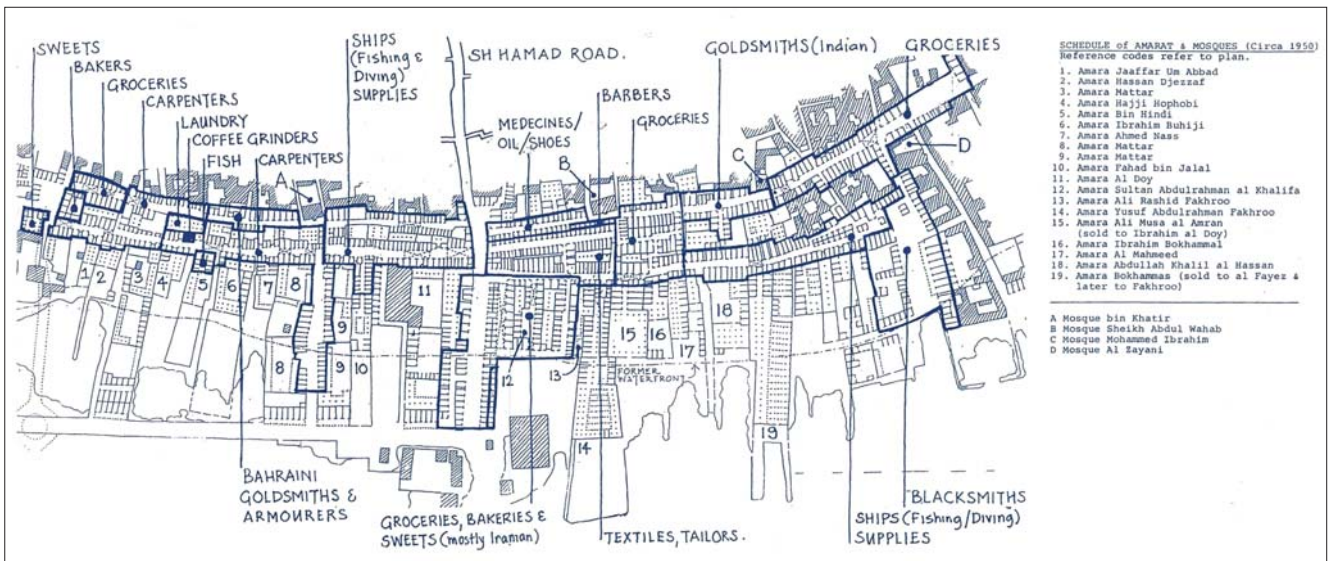 SWEETS
BAKERS
GROCERIES
CARPENTERS
LAUNDRY
COFFEE GRINDERS
FISH
CARPENTERS
A
SHIPS
(Fishing &
Diving)
SUPPLIES
SH HAMAD ROAD.
MEDECINES/
OIL/SHOES
B
BARBERS
GROCERIES
GOLDSMITHS (Indian)
C
GROCERIES
D
1
2
3
4
5
6
7
8
8
9
9
10
11
12
13
14
15
16
17
18
19
FORMER
WATERFRONT
BAHRAINI
GOLDSMITHS &
ARMOURERS
GROCERIES, BAKERIES &
SWEETS (mostly Iranian)
TEXTILES, TAILORS.
BLACKSMITHS
SHIPS (Fishing/Diving)
SUPPLIES
SCHEDULE of AMARAT & MOSQUES (Circa 1950)
Reference codes refer to plan.
1. Amara Jaaffar Um Abbad
2. Amara Hassan Djezzaf
3. Amara Mattar
4. Amara Hajji Hophobi
5. Amara Bin Hindi
6. Amara Ibrahim Buhiji
7. Amara Ahmed Nass
8. Amara Mattar
9. Amara Mattar
10. Amara Fahad bin Jalal
11. Amara Al Doy
12. Amara Sultan Abdulrahman al Khalifa
13. Amara Ali Rashid Fakhroo
14. Amara Yusuf Abdulrahman Fakhroo
15. Amara Ali Musa al Amran
(sold to Ibrahim al Doy)
16. Amara Ibrahim Bokhammal
17. Amara Al Mahmeed
18. Amara Abdullah Khalil al Hassan
19. Amara Bokhammas (sold to al Fayez &
later to Fakhroo)
A Mosque bin Khatir
B Mosque Sheikh Abdul Wahab
C Mosque Mohammed Ibrahim
D Mosque Al Zayani